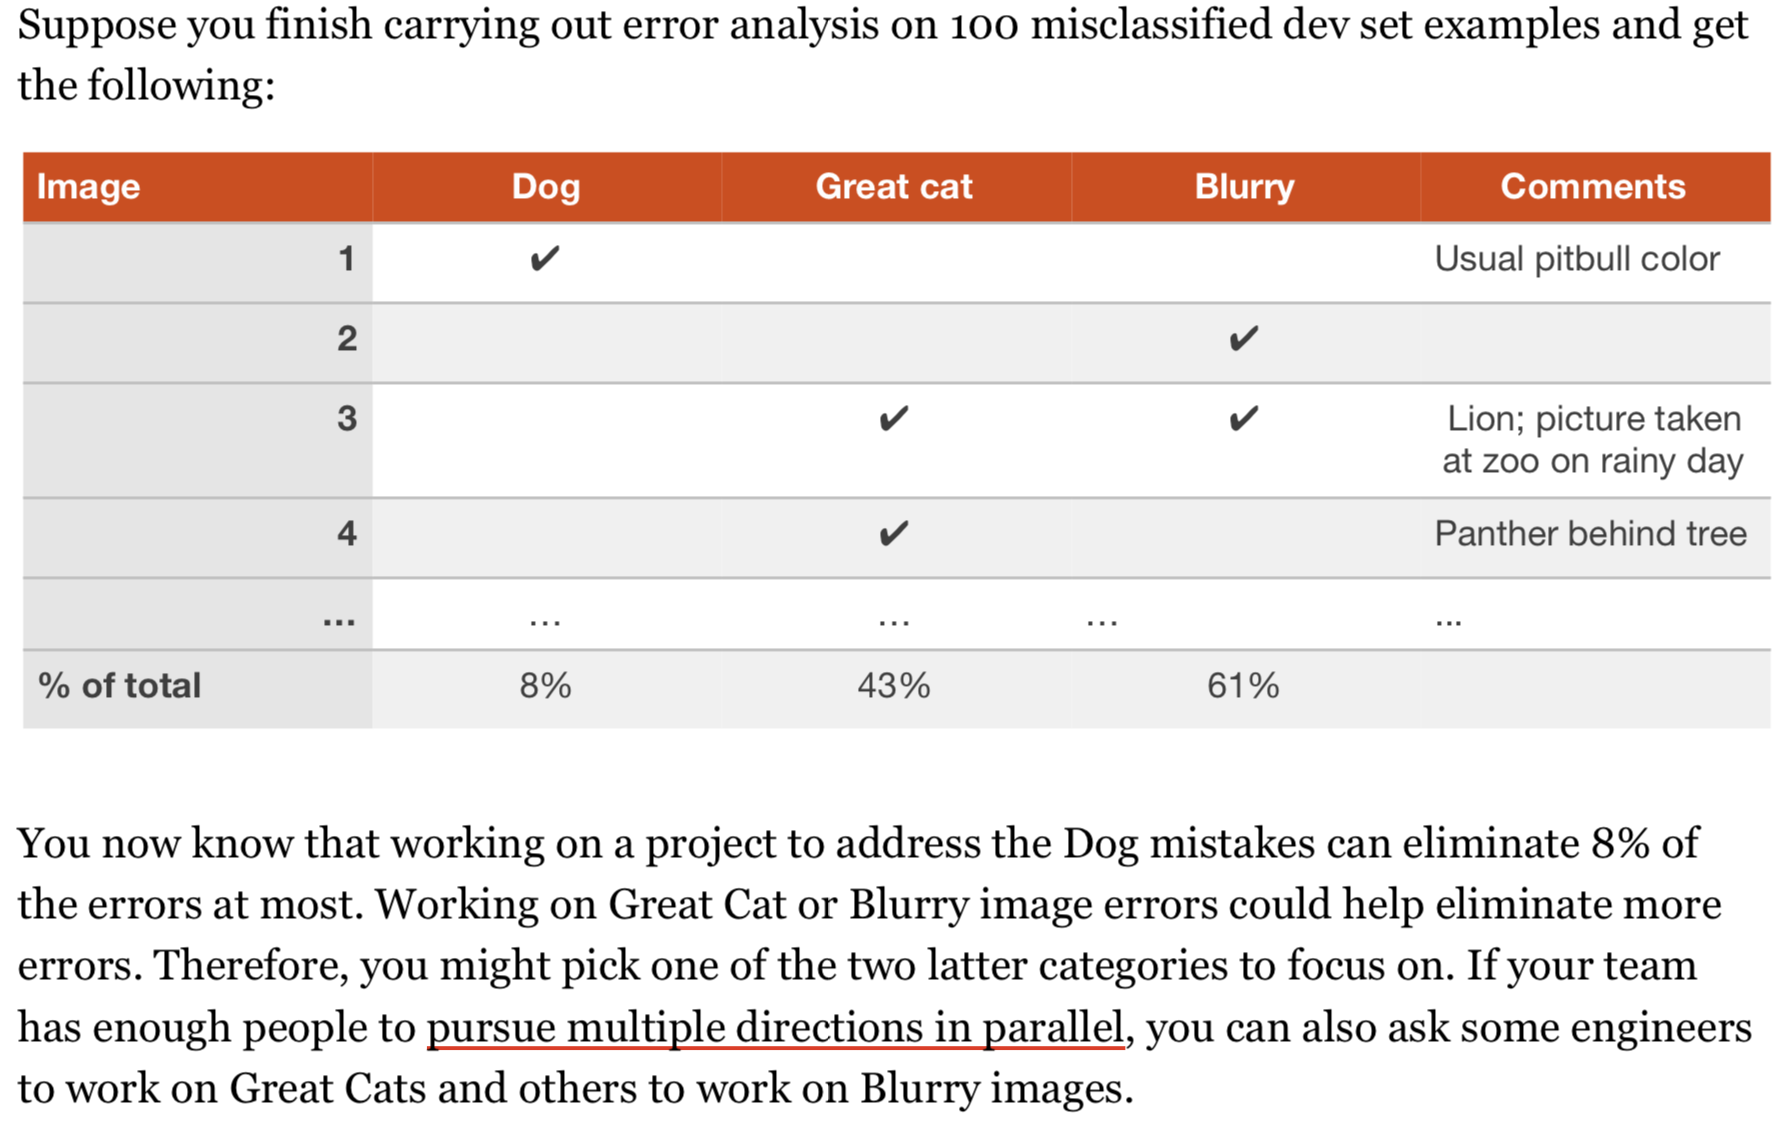 Suppose you finish carrying out error analysis on 100 misclassified dev set examples and get
the following:
Image Dog Great cat Blurry Comments
1 ✔ Usual pitbull color
2 ✔
3 ✔ ✔ Lion; picture taken
at zoo on rainy day
4 ✔ Panther behind tree
... ... ... ... ...
% of total 8% 43% 61%
You now know that working on a project to address the Dog mistakes can eliminate 8% of
the errors at most. Working on Great Cat or Blurry image errors could help eliminate more
errors. Therefore, you might pick one of the two latter categories to focus on. If your team
has enough people to pursue multiple directions in parallel, you can also ask some engineers
to work on Great Cats and others to work on Blurry images.